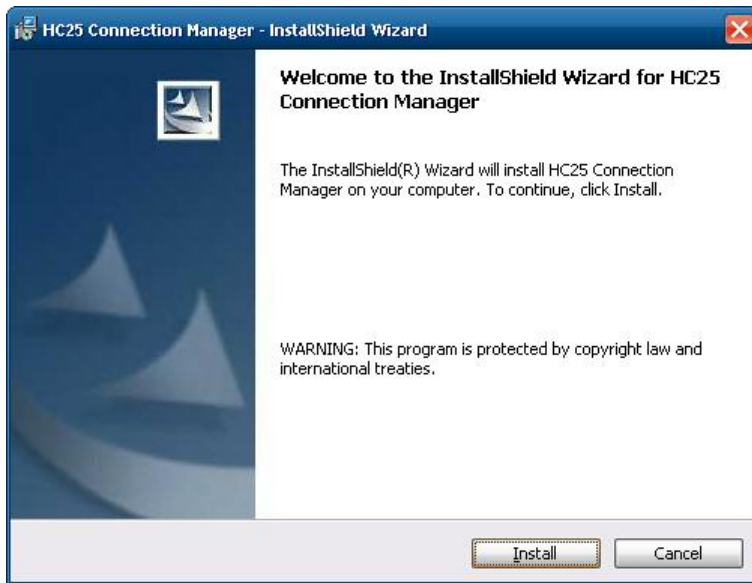 HC25 Connection Manager - InstallShield Wizard
Welcome to the InstallShield Wizard for HC25
Connection Manager
The InstallShield(R) Wizard will install HC25 Connection
Manager on your computer. To continue, click Install.
WARNING: This program is protected by copyright law and
international treaties.
Install
Cancel